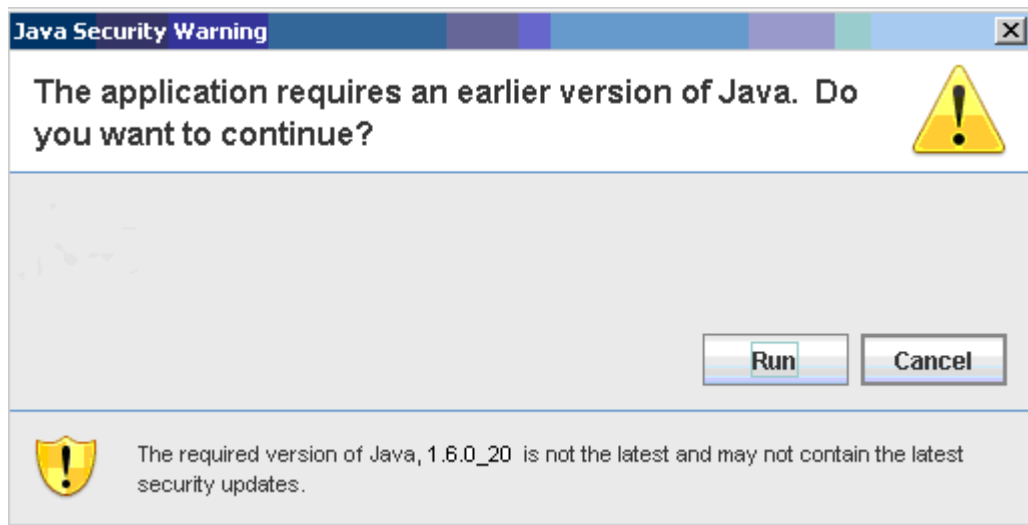 Java Security Warning
The application requires an earlier version of Java. Do
you want to continue?
Run
Cancel
The required version of Java, 1.6.0_20 is not the latest and may not contain the latest
security updates.